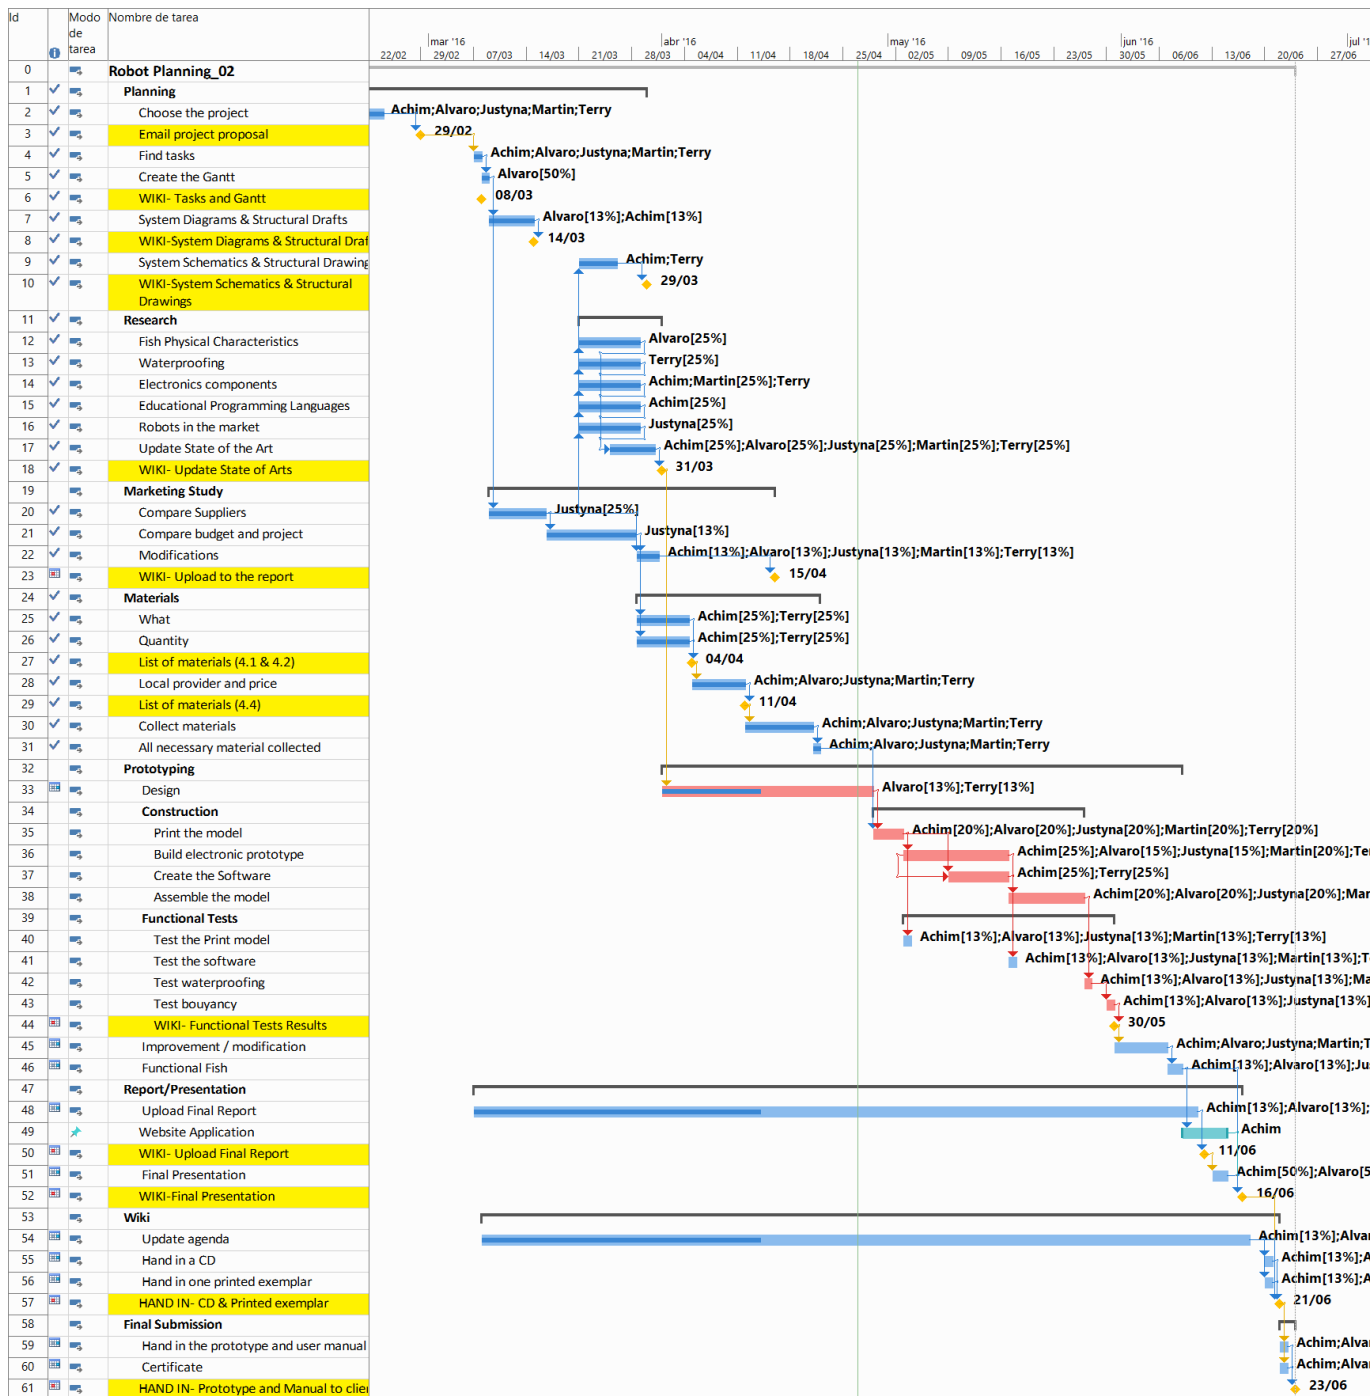 Id Modo de tarea Nombre de tarea
mar '16 abr '16 may '16 jun '16 jul '1
22/02 29/02 07/03 14/03 21/03 28/03 04/04 11/04 18/04 25/04 02/05 09/05 16/05 23/05 30/05 06/06 13/06 20/06 27/06
0 Robot Planning_02
1 Planning
2 Choose the project Achim;Alvaro;Justyna;Martin;Terry
3 Email project proposal 29/02
4 Find tasks Achim;Alvaro;Justyna;Martin;Terry
5 Create the Gantt Alvaro[50%]
6 WIKI- Tasks and Gantt 08/03
7 System Diagrams & Structural Drafts Alvaro[13%];Achim[13%]
8 WIKI-System Diagrams & Structural Draf 14/03
9 System Schematics & Structural Drawing Achim;Terry
10 WIKI-System Schematics & Structural Drawings 29/03
11 Research
12 Fish Physical Characteristics Alvaro[25%]
13 Waterproofing Terry[25%]
14 Electronics components Achim;Martin[25%];Terry
15 Educational Programming Languages Achim[25%]
16 Robots in the market Justyna[25%]
17 Update State of the Art Achim[25%];Alvaro[25%];Justyna[25%];Martin[25%];Terry[25%]
18 WIKI- Update State of Arts 31/03
19 Marketing Study
20 Compare Suppliers Justyna[25%]
21 Compare budget and project Justyna[13%]
22 Modifications Achim[13%];Alvaro[13%];Justyna[13%];Martin[13%];Terry[13%]
23 WIKI- Upload to the report 15/04
24 Materials
25 What Achim[25%];Terry[25%]
26 Quantity Achim[25%];Terry[25%]
27 List of materials (4.1 & 4.2) 04/04
28 Local provider and price Achim;Alvaro;Justyna;Martin;Terry
29 List of materials (4.4) 11/04
30 Collect materials Achim;Alvaro;Justyna;Martin;Terry
31 All necessary material collected Achim;Alvaro;Justyna;Martin;Terry
32 Prototyping
33 Design Alvaro[13%];Terry[13%]
34 Construction
35 Print the model Achim[20%];Alvaro[20%];Justyna[20%];Martin[20%];Terry[20%]
36 Build electronic prototype Achim[25%];Alvaro[15%];Justyna[15%];Martin[20%];Te
37 Create the Software Achim[25%];Terry[25%]
38 Assemble the model Achim[20%];Alvaro[20%];Justyna[20%];Mar
39 Functional Tests
40 Test the Print model Achim[13%];Alvaro[13%];Justyna[13%];Martin[13%];Terry[13%]
41 Test the software Achim[13%];Alvaro[13%];Justyna[13%];Martin[13%];T
42 Test waterproofing Achim[13%];Alvaro[13%];Justyna[13%];Ma
43 Test bouyancy Achim[13%];Alvaro[13%];Justyna[13%]
44 WIKI- Functional Tests Results 30/05
45 Improvement / modification Achim;Alvaro;Justyna;Martin;T
46 Functional Fish Achim[13%];Alvaro[13%];Ju
47 Report/Presentation
48 Upload Final Report Achim[13%];Alvaro[13%];
49 Website Application Achim
50 WIKI- Upload Final Report 11/06
51 Final Presentation Achim[50%];Alvaro[5
52 WIKI-Final Presentation 16/06
53 Wiki
54 Update agenda Achim[13%];Alvar
55 Hand in a CD Achim[13%];A
56 Hand in one printed exemplar Achim[13%];A
57 HAND IN- CD & Printed exemplar 21/06
58 Final Submission
59 Hand in the prototype and user manual Achim;Alvar
60 Certificate Achim;Alvar
61 HAND IN- Prototype and Manual to clie 23/06